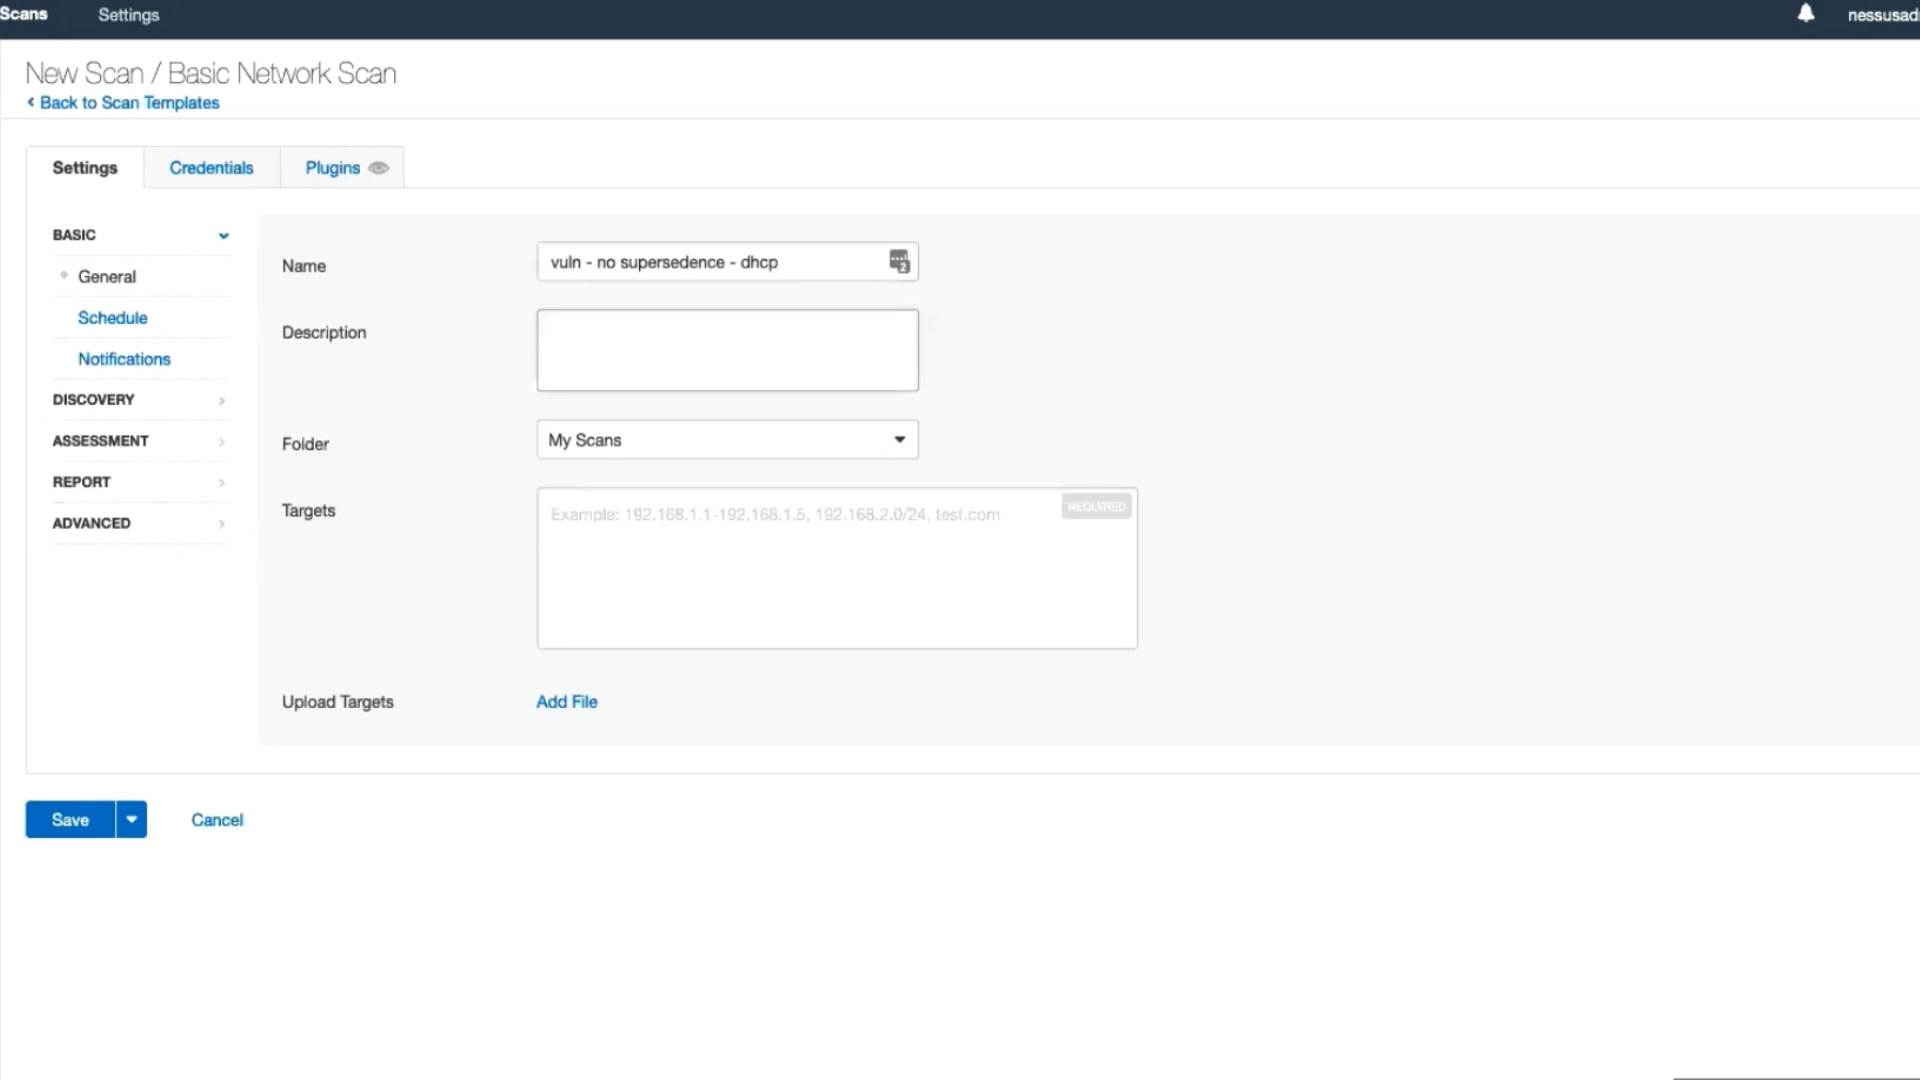 Scans Settings nessusad
New Scan / Basic Network Scan
Back to Scan Templates
Settings Credentials Plugins
BASIC
General
Schedule
Notifications
DISCOVERY
ASSESSMENT
REPORT
ADVANCED
Name vuln - no supersedence - dhcp 2
Description
Folder My Scans
Targets Example: 192.168.1.1-192.168.1.5, 192.168.2.0/24, test.com REQUIRED
Upload Targets Add File
Save Cancel